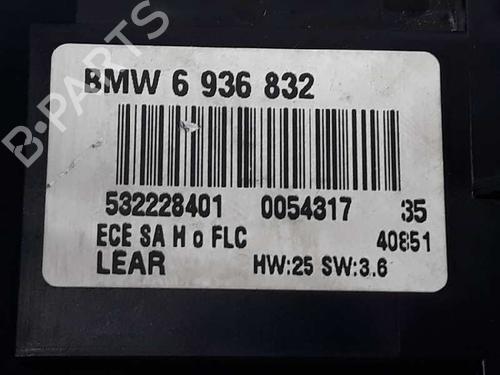 B-PARTS
BMW 6 936 832
532228401 0054317 35
ECE SA H o FLC 40851
LEAR HW:25 SW:3.6